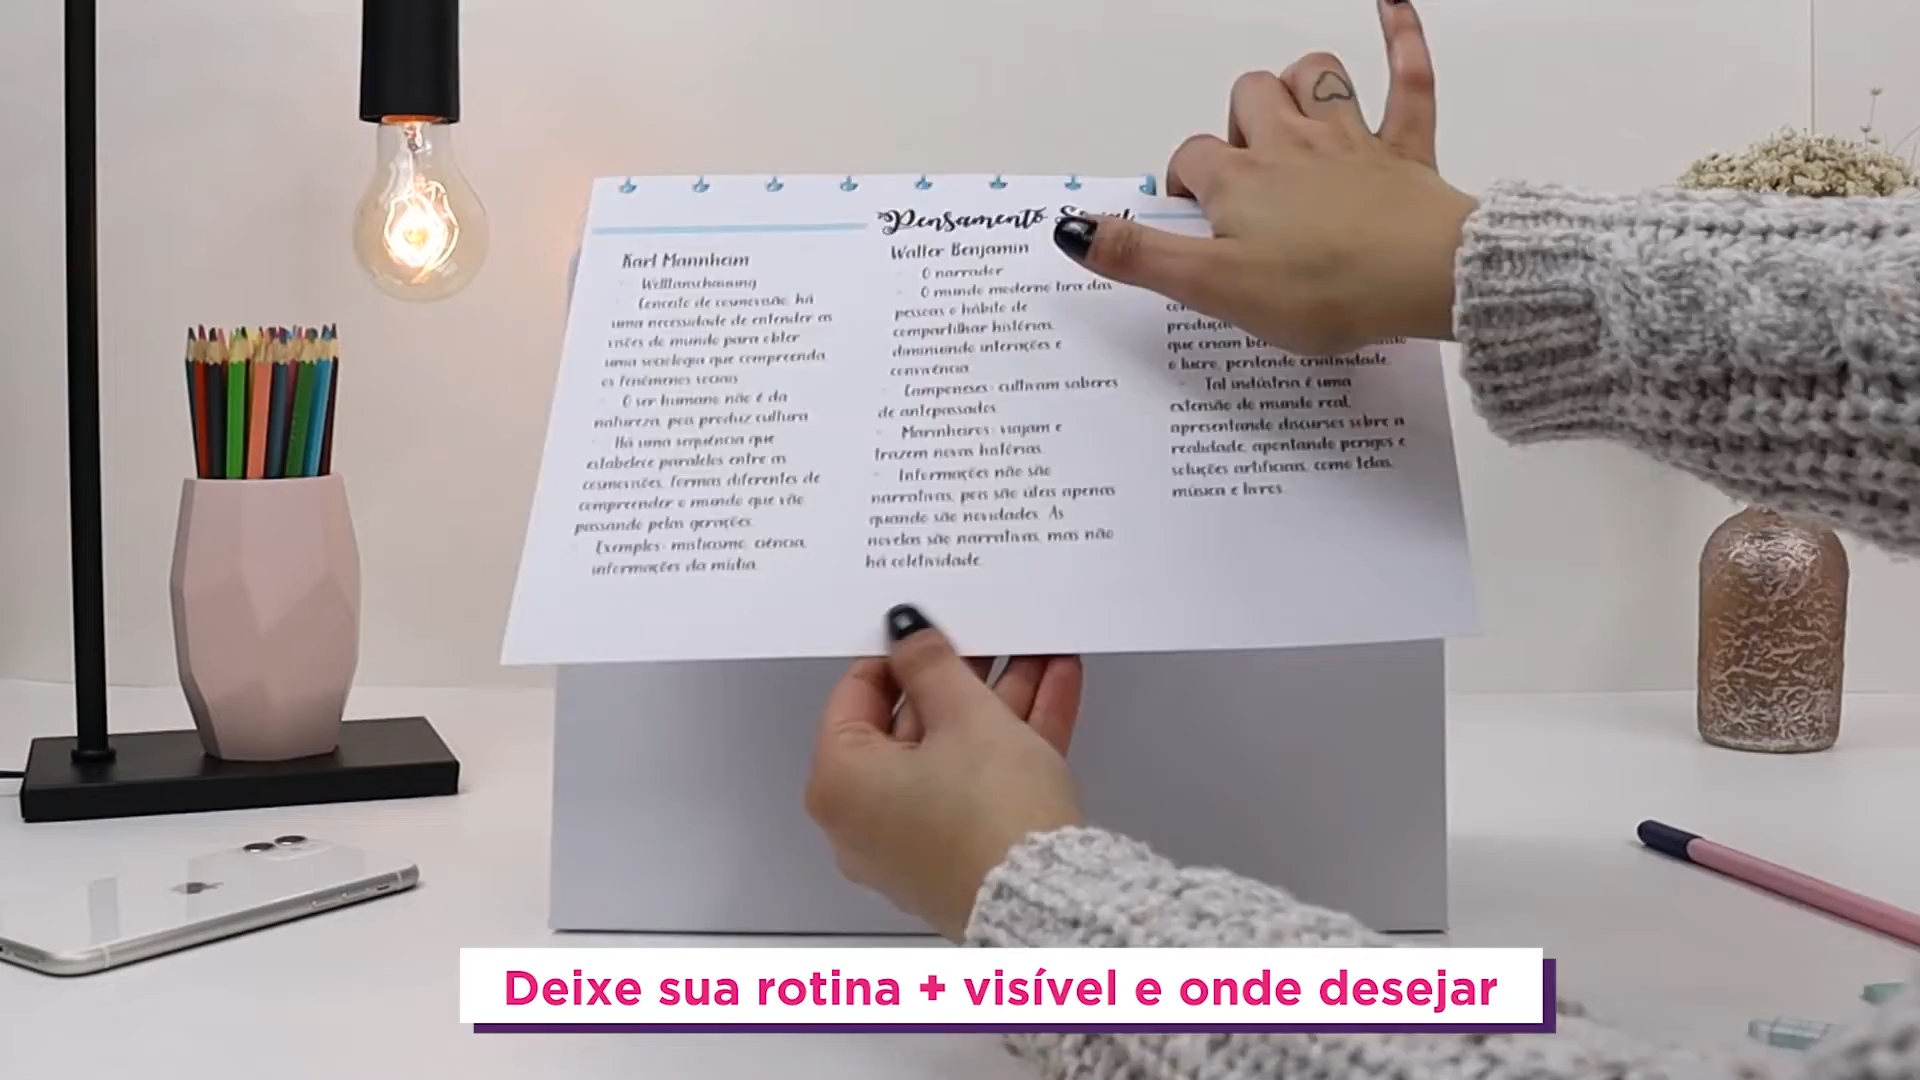 Pensamento Social
Karl Mannheim
Welltanschauung
Conceito de cosmovisão, há
uma necessidade de entender as
visões de mundo para obter
uma sociologia que compreenda
os fenômenos sociais
O ser humano não é da
natureza, pois produz cultura
Há uma sequência que
estabelece paralelos entre as
cosmovisões, formas diferentes de
compreender o mundo que vão
passando pelas gerações.
Exemplos: misticismo, ciência,
informações da mídia.
Walter Benjamin
O narrador
O mundo moderno tira das
pessoas o hábito de
compartilhar histórias,
diminuindo interações e
convivência.
Camponeses: cultivam saberes
de antepassados.
Marinheiros: viajam e
trazem novas histórias.
Informações não são
narrativas, pois são úteis apenas
quando são novidades. As
novelas são narrativas, mas não
há coletividade.
que criam
o lucro, perdendo criatividade.
Tal indústria é uma
extensão do mundo real,
apresentando discursos sobre a
realidade, apontando perigos e
soluções artificiais, como telas,
música e livros.
Deixe sua rotina + visível e onde desejar